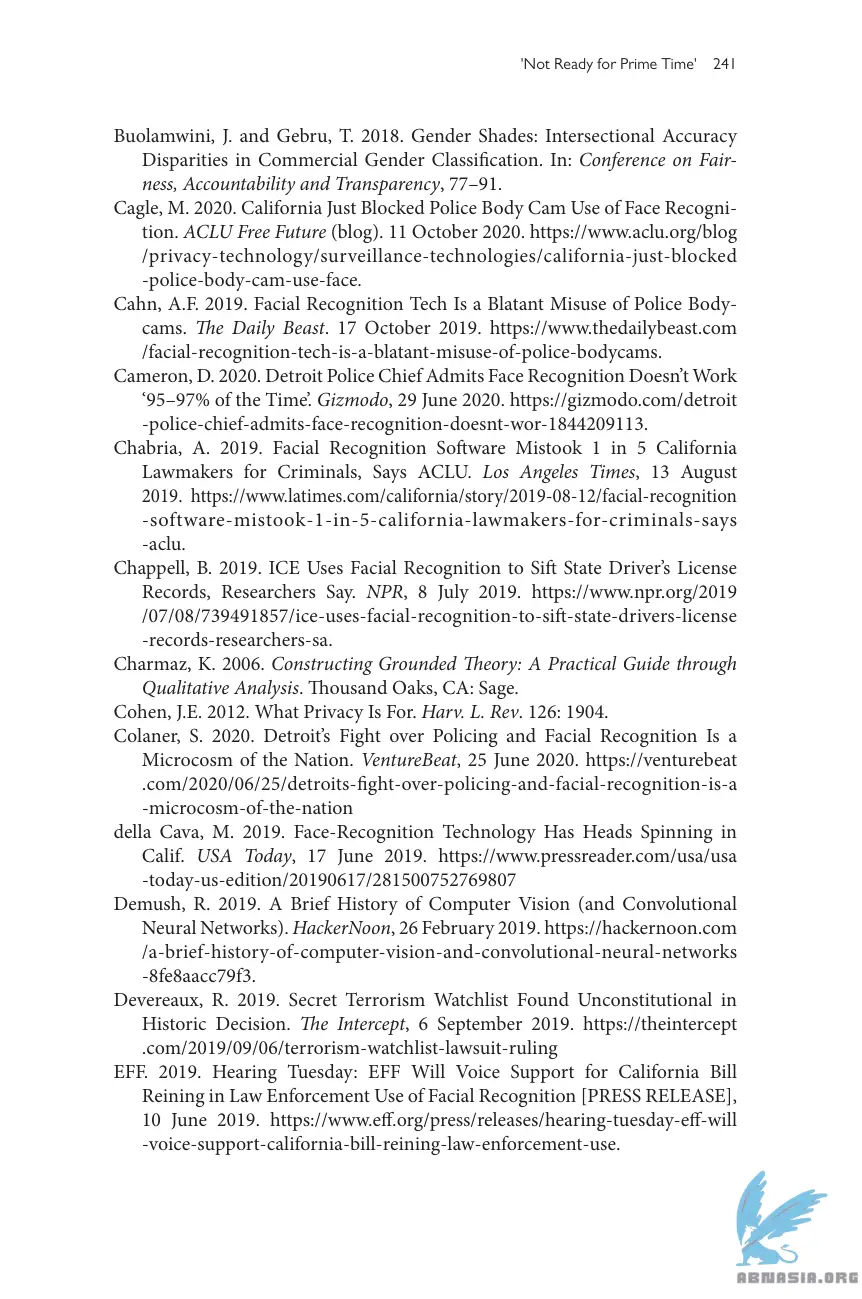 'Not Ready for Prime Time' 241
Buolamwini, J. and Gebru, T. 2018. Gender Shades: Intersectional Accuracy
Disparities in Commercial Gender Classification. In: Conference on Fair-
ness, Accountability and Transparency, 77–91.
Cagle, M. 2020. California Just Blocked Police Body Cam Use of Face Recogni-
tion. ACLU Free Future (blog). 11 October 2020. https://www.aclu.org/blog
/privacy-technology/surveillance-technologies/california-just-blocked
-police-body-cam-use-face.
Cahn, A.F. 2019. Facial Recognition Tech Is a Blatant Misuse of Police Body-
cams. The Daily Beast. 17 October 2019. https://www.thedailybeast.com
/facial-recognition-tech-is-a-blatant-misuse-of-police-bodycams.
Cameron, D. 2020. Detroit Police Chief Admits Face Recognition Doesn’t Work
‘95–97% of the Time’. Gizmodo, 29 June 2020. https://gizmodo.com/detroit
-police-chief-admits-face-recognition-doesnt-wor-1844209113.
Chabria, A. 2019. Facial Recognition Software Mistook 1 in 5 California
Lawmakers for Criminals, Says ACLU. Los Angeles Times, 13 August
2019. https://www.latimes.com/california/story/2019-08-12/facial-recognition
-software-mistook-1-in-5-california-lawmakers-for-criminals-says
-aclu.
Chappell, B. 2019. ICE Uses Facial Recognition to Sift State Driver’s License
Records, Researchers Say. NPR, 8 July 2019. https://www.npr.org/2019
/07/08/739491857/ice-uses-facial-recognition-to-sift-state-drivers-license
-records-researchers-sa.
Charmaz, K. 2006. Constructing Grounded Theory: A Practical Guide through
Qualitative Analysis. Thousand Oaks, CA: Sage.
Cohen, J.E. 2012. What Privacy Is For. Harv. L. Rev. 126: 1904.
Colaner, S. 2020. Detroit’s Fight over Policing and Facial Recognition Is a
Microcosm of the Nation. VentureBeat, 25 June 2020. https://venturebeat
.com/2020/06/25/detroits-fight-over-policing-and-facial-recognition-is-a
-microcosm-of-the-nation
della Cava, M. 2019. Face-Recognition Technology Has Heads Spinning in
Calif. USA Today, 17 June 2019. https://www.pressreader.com/usa/usa
-today-us-edition/20190617/281500752769807
Demush, R. 2019. A Brief History of Computer Vision (and Convolutional
Neural Networks). HackerNoon, 26 February 2019. https://hackernoon.com
/a-brief-history-of-computer-vision-and-convolutional-neural-networks
-8fe8aacc79f3.
Devereaux, R. 2019. Secret Terrorism Watchlist Found Unconstitutional in
Historic Decision. The Intercept, 6 September 2019. https://theintercept
.com/2019/09/06/terrorism-watchlist-lawsuit-ruling
EFF. 2019. Hearing Tuesday: EFF Will Voice Support for California Bill
Reining in Law Enforcement Use of Facial Recognition [PRESS RELEASE],
10 June 2019. https://www.eff.org/press/releases/hearing-tuesday-eff-will
-voice-support-california-bill-reining-law-enforcement-use.
ABNASIA.ORG